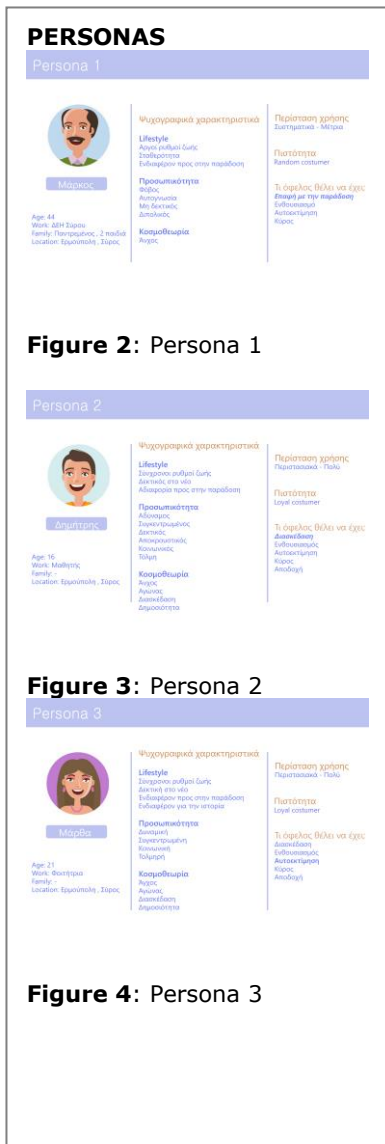 PERSONAS
Persona 1
Μάρκος
Age: 44
Work: ΔΕΗ Σύρου
Family: Παντρεμένος , 2 παιδιά
Location: Ερμούπολη , Σύρος
Ψυχογραφικά χαρακτηριστικά
Lifestyle
Αργοί ρυθμοί ζωής
Σταθερότητα
Ενδιαφέρον προς στην παράδοση
Προσωπικότητα
Φόβος
Αυτογνωσία
Μη δεκτικός
Διπολικός
Κοσμοθεωρία
Άγχος
Περίσταση χρήσης
Συστηματικά - Μέτρια
Πιστότητα
Random costumer
Τι όφελος θέλει να έχει;
Επαφή με την παράδοση
Ενθουσιασμό
Αυτοεκτίμηση
Κύρος
Figure 2: Persona 1
Persona 2
Δημήτρης
Age: 16
Work: Μαθητής
Family: -
Location: Ερμούπολη , Σύρος
Ψυχογραφικά χαρακτηριστικά
Lifestyle
Σύγχρονοι ρυθμοί ζωής
Δεκτικός στο νέο
Αδιαφορία προς στην παράδοση
Προσωπικότητα
Αδύναμος
Συγκεντρωμένος
Δεκτικός
Αποκρουστικός
Κοινωνικός
Τόλμη
Κοσμοθεωρία
Άγχος
Αγώνας
Διασκέδαση
Δημοσιότητα
Περίσταση χρήσης
Περιστασιακά - Πολύ
Πιστότητα
Loyal costumer
Τι όφελος θέλει να έχει;
Διασκέδαση
Ενθουσιασμός
Αυτοεκτίμηση
Κύρος
Αποδοχή
Figure 3: Persona 2
Persona 3
Μάρθα
Age: 21
Work: Φοιτήτρια
Family: -
Location: Ερμούπολη , Σύρος
Ψυχογραφικά χαρακτηριστικά
Lifestyle
Σύγχρονοι ρυθμοί ζωής
Δεκτική στο νέο
Ενδιαφέρον προς στην παράδοση
Ενδιαφέρον για την ιστορία
Προσωπικότητα
Δυναμική
Συγκεντρωμένη
Κοινωνική
Τολμηρή
Κοσμοθεωρία
Άγχος
Αγώνας
Διασκέδαση
Δημοσιότητα
Περίσταση χρήσης
Περιστασιακά - Πολύ
Πιστότητα
Loyal costumer
Τι όφελος θέλει να έχει;
Διασκέδαση
Ενθουσιασμός
Αυτοεκτίμηση
Κύρος
Αποδοχή
Figure 4: Persona 3